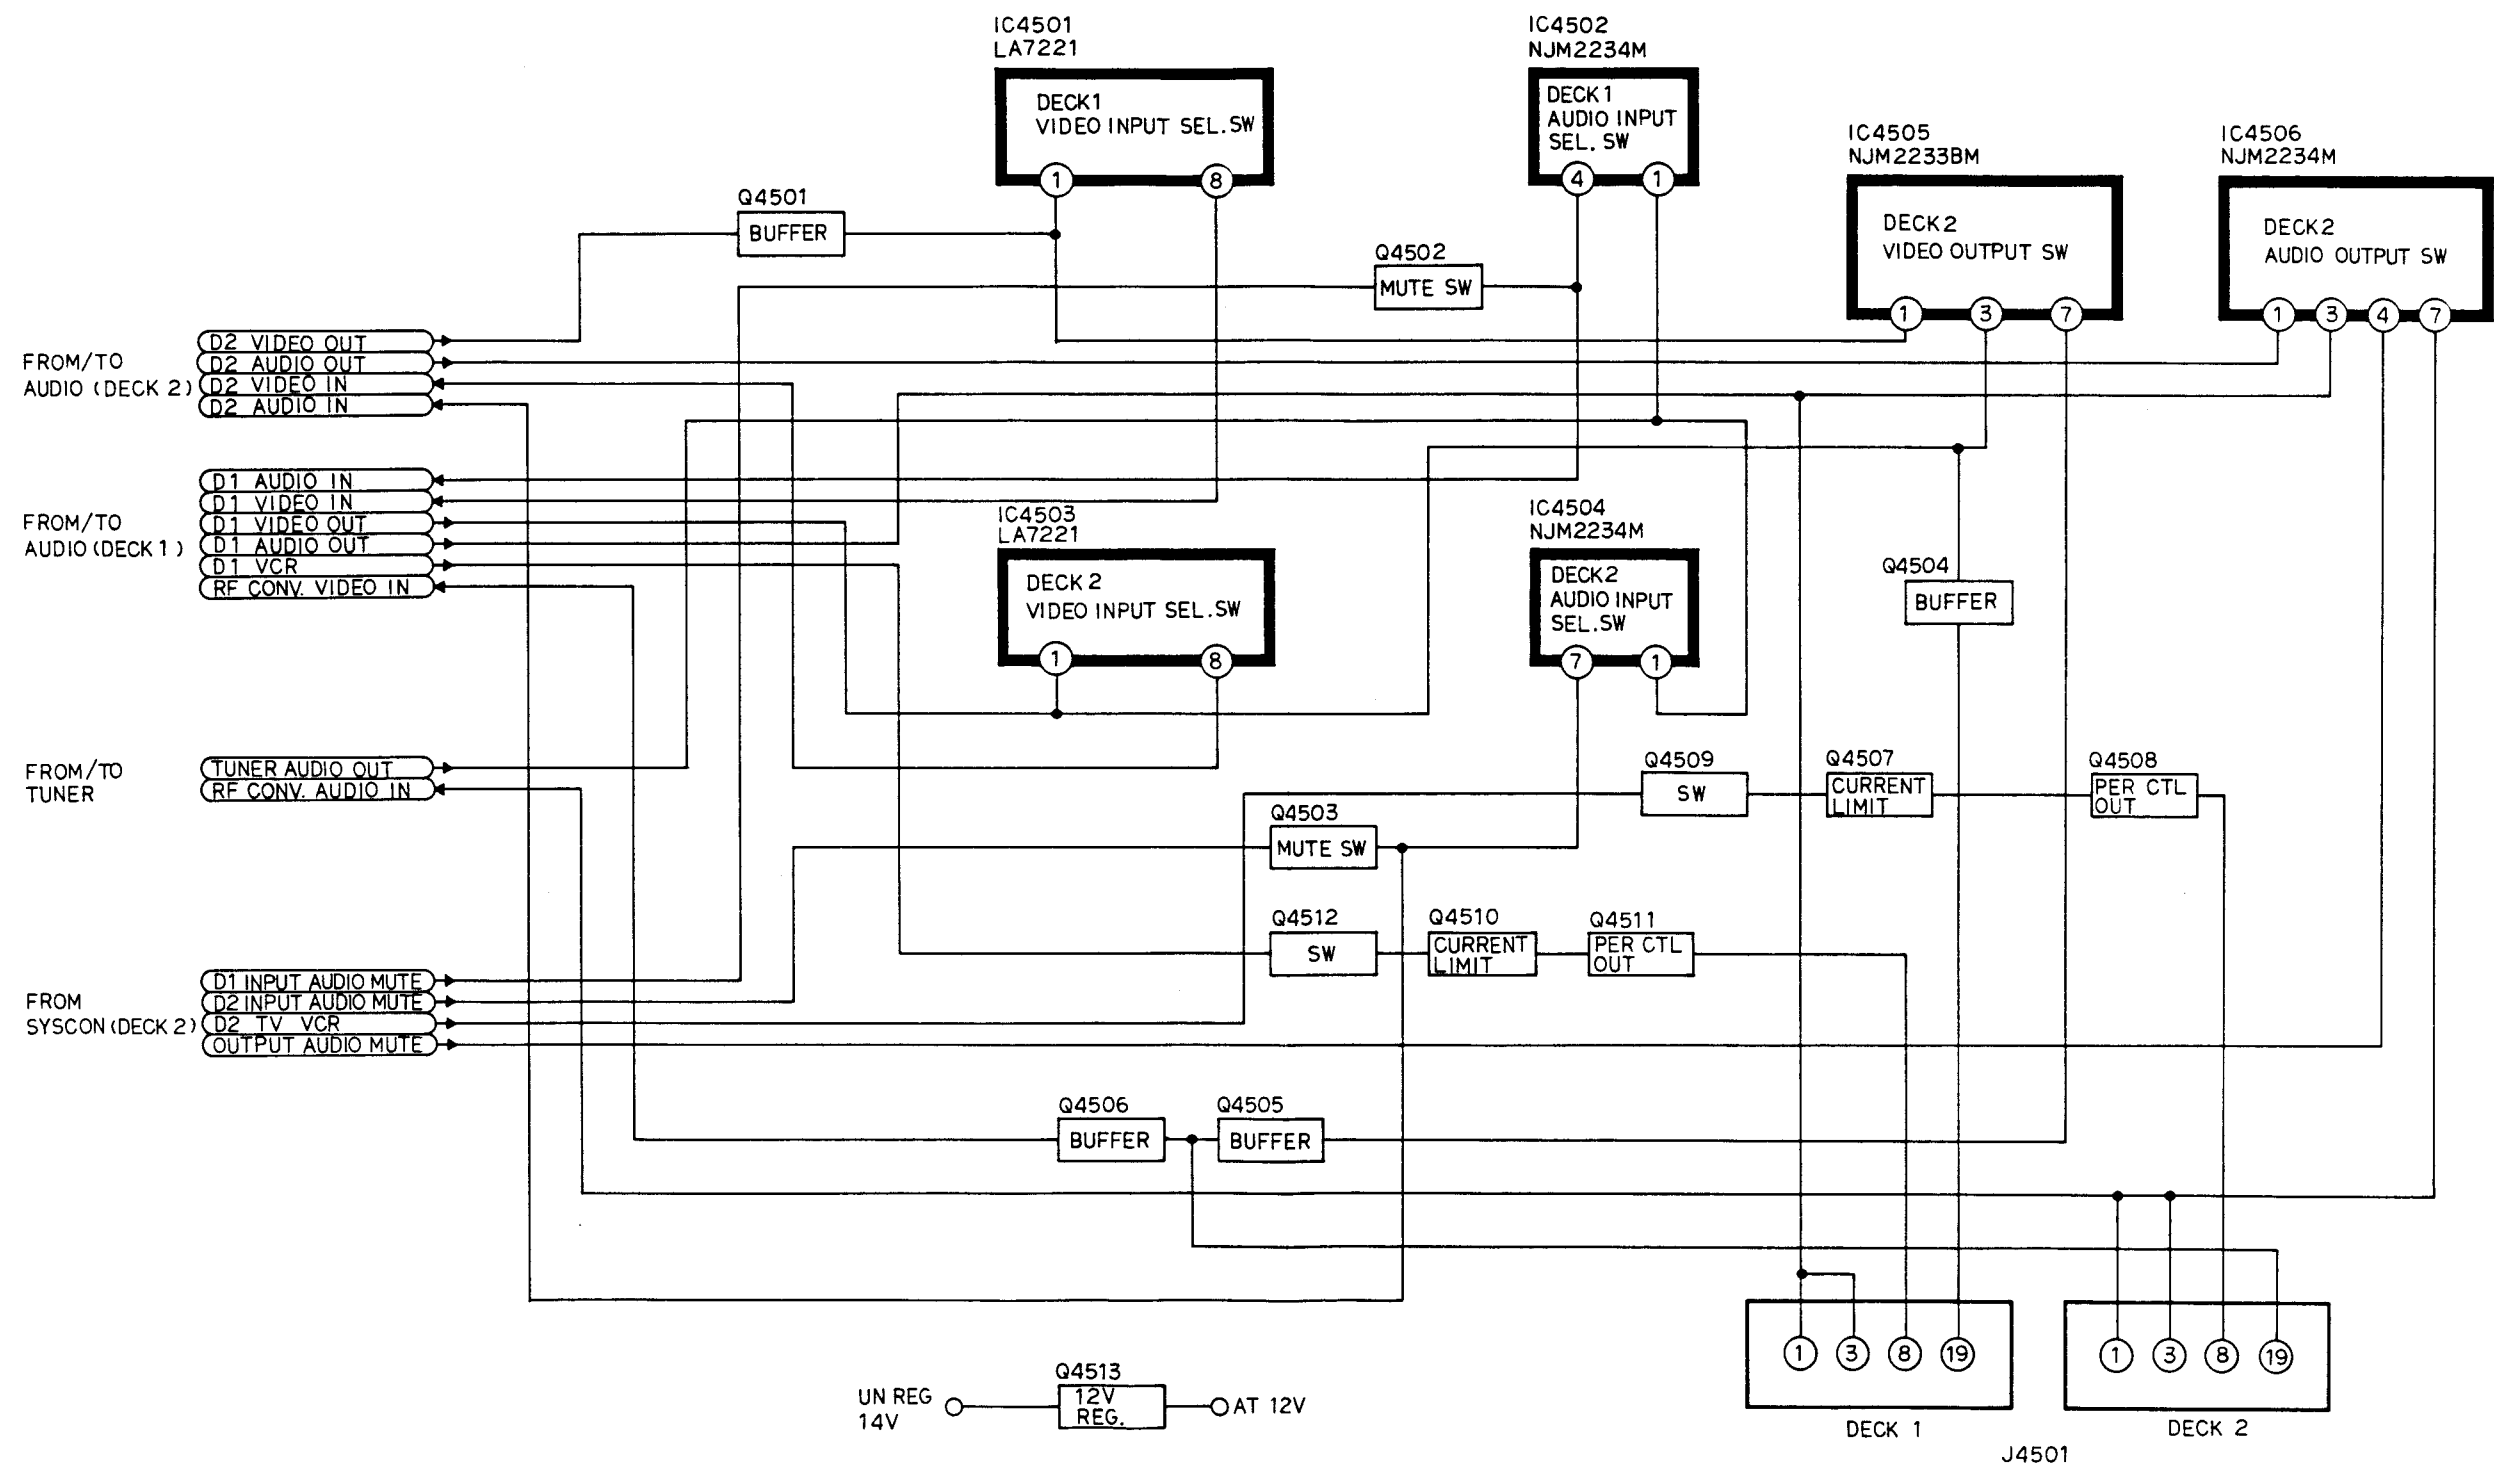 IC4501
LA7221
DECK1
VIDEO INPUT SEL.SW
1
8
IC4502
NJM2234M
DECK1
AUDIO INPUT
SEL. SW
4
1
IC4505
NJM2233BM
DECK2
VIDEO OUTPUT SW
1
3
7
IC4506
NJM2234M
DECK2
AUDIO OUTPUT SW
1
3
4
7
Q4501
BUFFER
Q4502
MUTE SW
FROM/TO
AUDIO (DECK 2)
D2 VIDEO OUT
D2 AUDIO OUT
D2 VIDEO IN
D2 AUDIO IN
FROM/TO
AUDIO (DECK 1)
D1 AUDIO IN
D1 VIDEO IN
D1 VIDEO OUT
D1 AUDIO OUT
D1 VCR
RF CONV. VIDEO IN
IC4503
LA7221
DECK 2
VIDEO INPUT SEL.SW
1
8
IC4504
NJM2234M
DECK2
AUDIO INPUT
SEL.SW
7
1
Q4504
BUFFER
FROM/TO
TUNER
TUNER AUDIO OUT
RF CONV. AUDIO IN
Q4509
SW
Q4507
CURRENT
LIMIT
Q4508
PER CTL
OUT
Q4503
MUTE SW
Q4512
SW
Q4510
CURRENT
LIMIT
Q4511
PER CTL
OUT
FROM
SYSCON (DECK 2)
D1 INPUT AUDIO MUTE
D2 INPUT AUDIO MUTE
D2 TV VCR
OUTPUT AUDIO MUTE
Q4506
BUFFER
Q4505
BUFFER
1
3
8
19
DECK 1
1
3
8
19
DECK 2
J4501
UN REG
14V
Q4513
12V
REG.
AT 12V